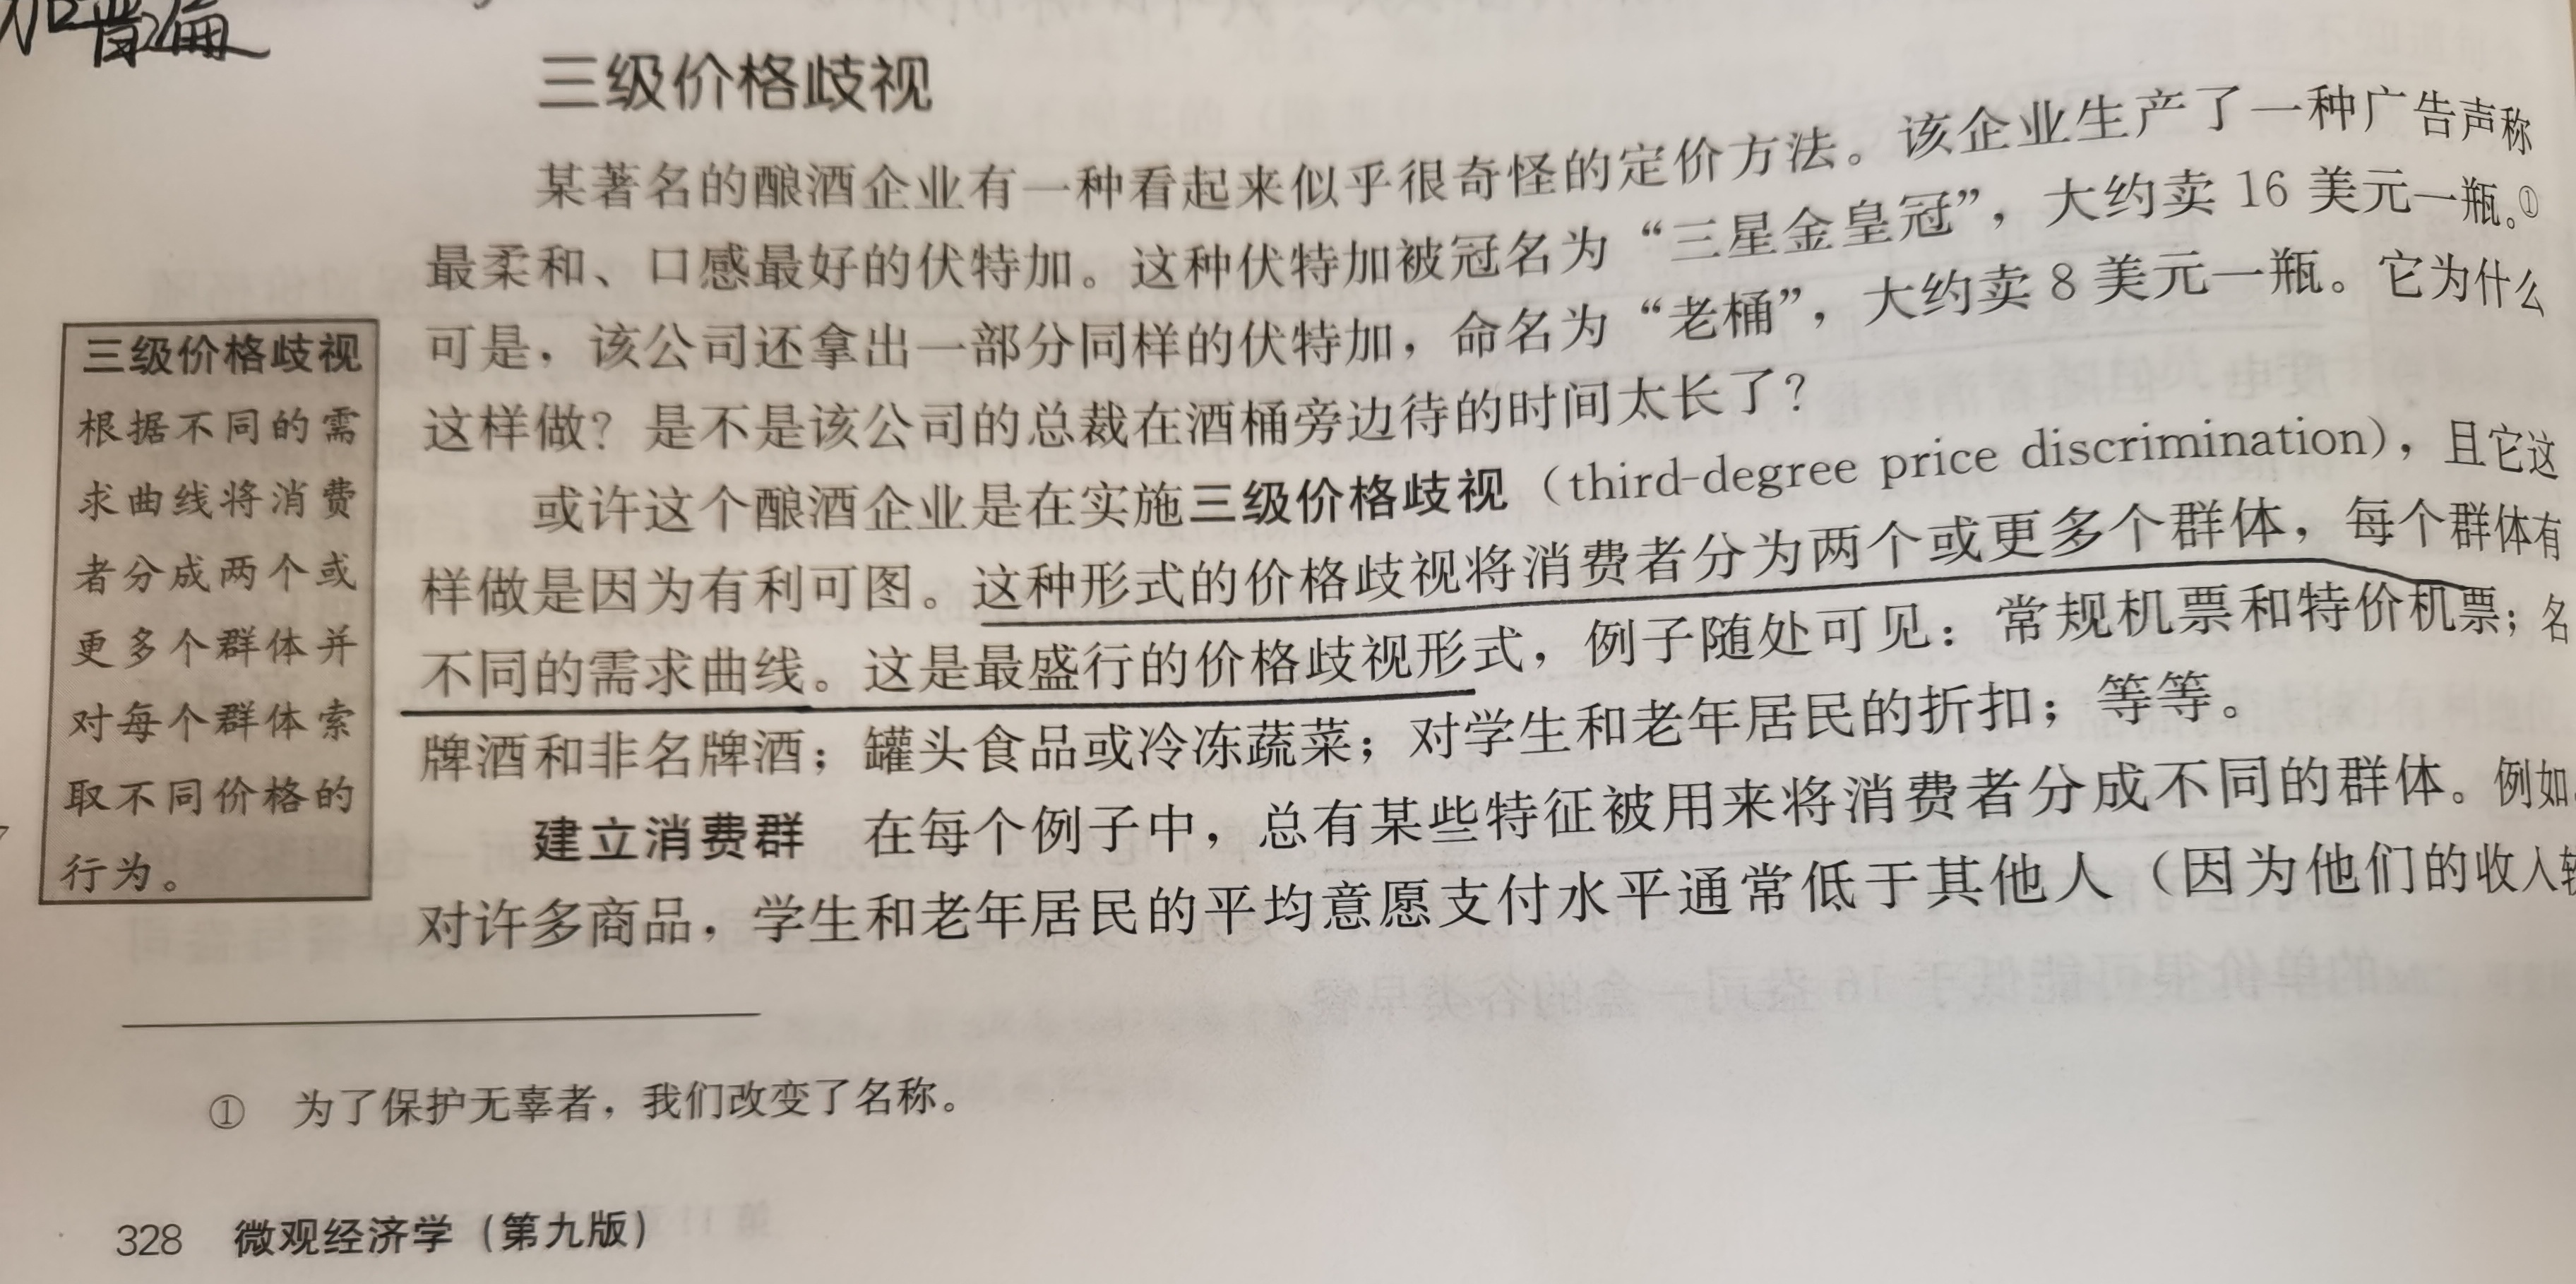 三级价格歧视
某著名的酿酒企业有一种看起来似乎很奇怪的定价方法。该企业生产了一种广告声称
最柔和、口感最好的伏特加。这种伏特加被冠名为“三星金皇冠”，大约卖 16 美元一瓶。①
可是，该公司还拿出一部分同样的伏特加，命名为“老桶”，大约卖 8 美元一瓶。它为什么
这样做？是不是该公司的总裁在酒桶旁边待的时间太长了？
或许这个酿酒企业是在实施三级价格歧视（third-degree price discrimination），且它这
样做是因为有利可图。这种形式的价格歧视将消费者分为两个或更多个群体，每个群体有
不同的需求曲线。这是最盛行的价格歧视形式，例子随处可见：常规机票和特价机票；名
牌酒和非名牌酒；罐头食品或冷冻蔬菜；对学生和老年居民的折扣；等等。
建立消费群 在每个例子中，总有某些特征被用来将消费者分成不同的群体。例如
对许多商品，学生和老年居民的平均意愿支付水平通常低于其他人（因为他们的收入
三级价格歧视
根据不同的需
求曲线将消费
者分成两个或
更多个群体并
对每个群体索
取不同价格的
行为。
① 为了保护无辜者，我们改变了名称。
328 微观经济学（第九版）